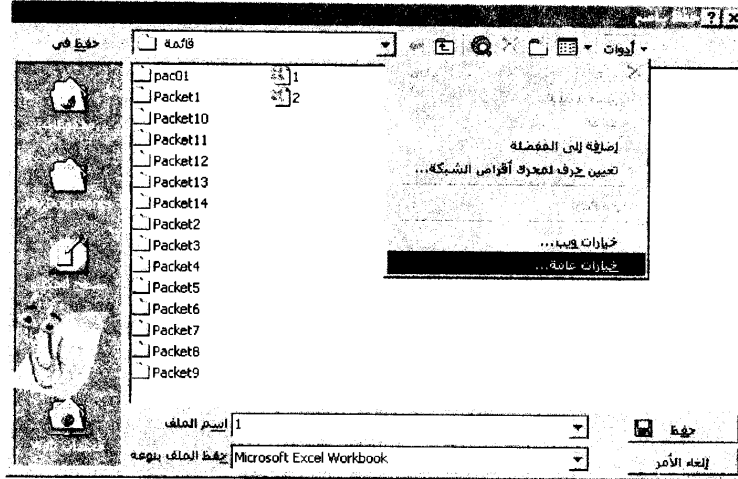 حفظ في
قائمة
أدوات
pac01
1
Packet1
2
Packet10
Packet11
Packet12
Packet13
Packet14
Packet2
Packet3
Packet4
Packet5
Packet6
Packet7
Packet8
Packet9
إضافة إلى المفضلة
تعيين حرف لمحرك أقراص الشبكة...
خيارات ويب...
خيارات عامة...
اسم الملف
1
حفظ
حفظ الملف بنوعه
Microsoft Excel Workbook
إلغاء الأمر